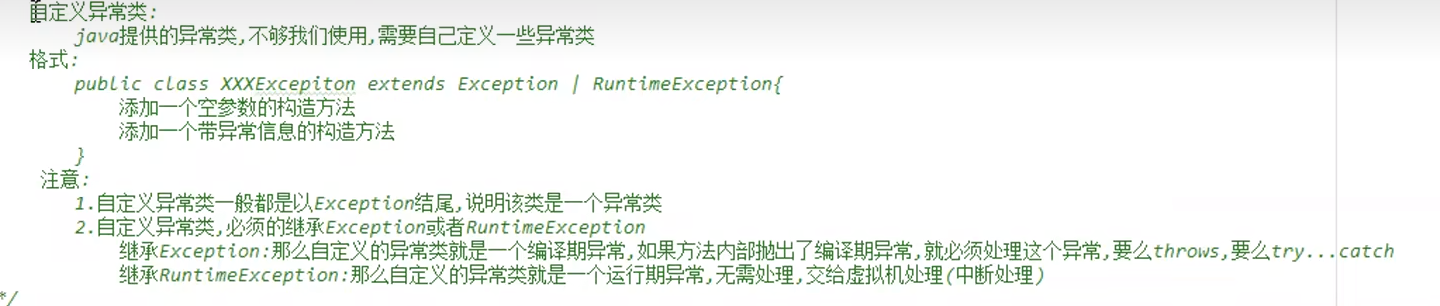 自定义异常类:
java提供的异常类,不够我们使用,需要自己定义一些异常类
格式:
public class XXXExcepiton extends Exception | RuntimeException{
添加一个空参数的构造方法
添加一个带异常信息的构造方法
}
注意:
1.自定义异常类一般都是以Exception结尾,说明该类是一个异常类
2.自定义异常类,必须的继承Exception或者RuntimeException
继承Exception:那么自定义的异常类就是一个编译期异常,如果方法内部抛出了编译期异常,就必须处理这个异常,要么throws,要么try...catch
继承RuntimeException:那么自定义的异常类就是一个运行期异常,无需处理,交给虚拟机处理(中断处理)
*/